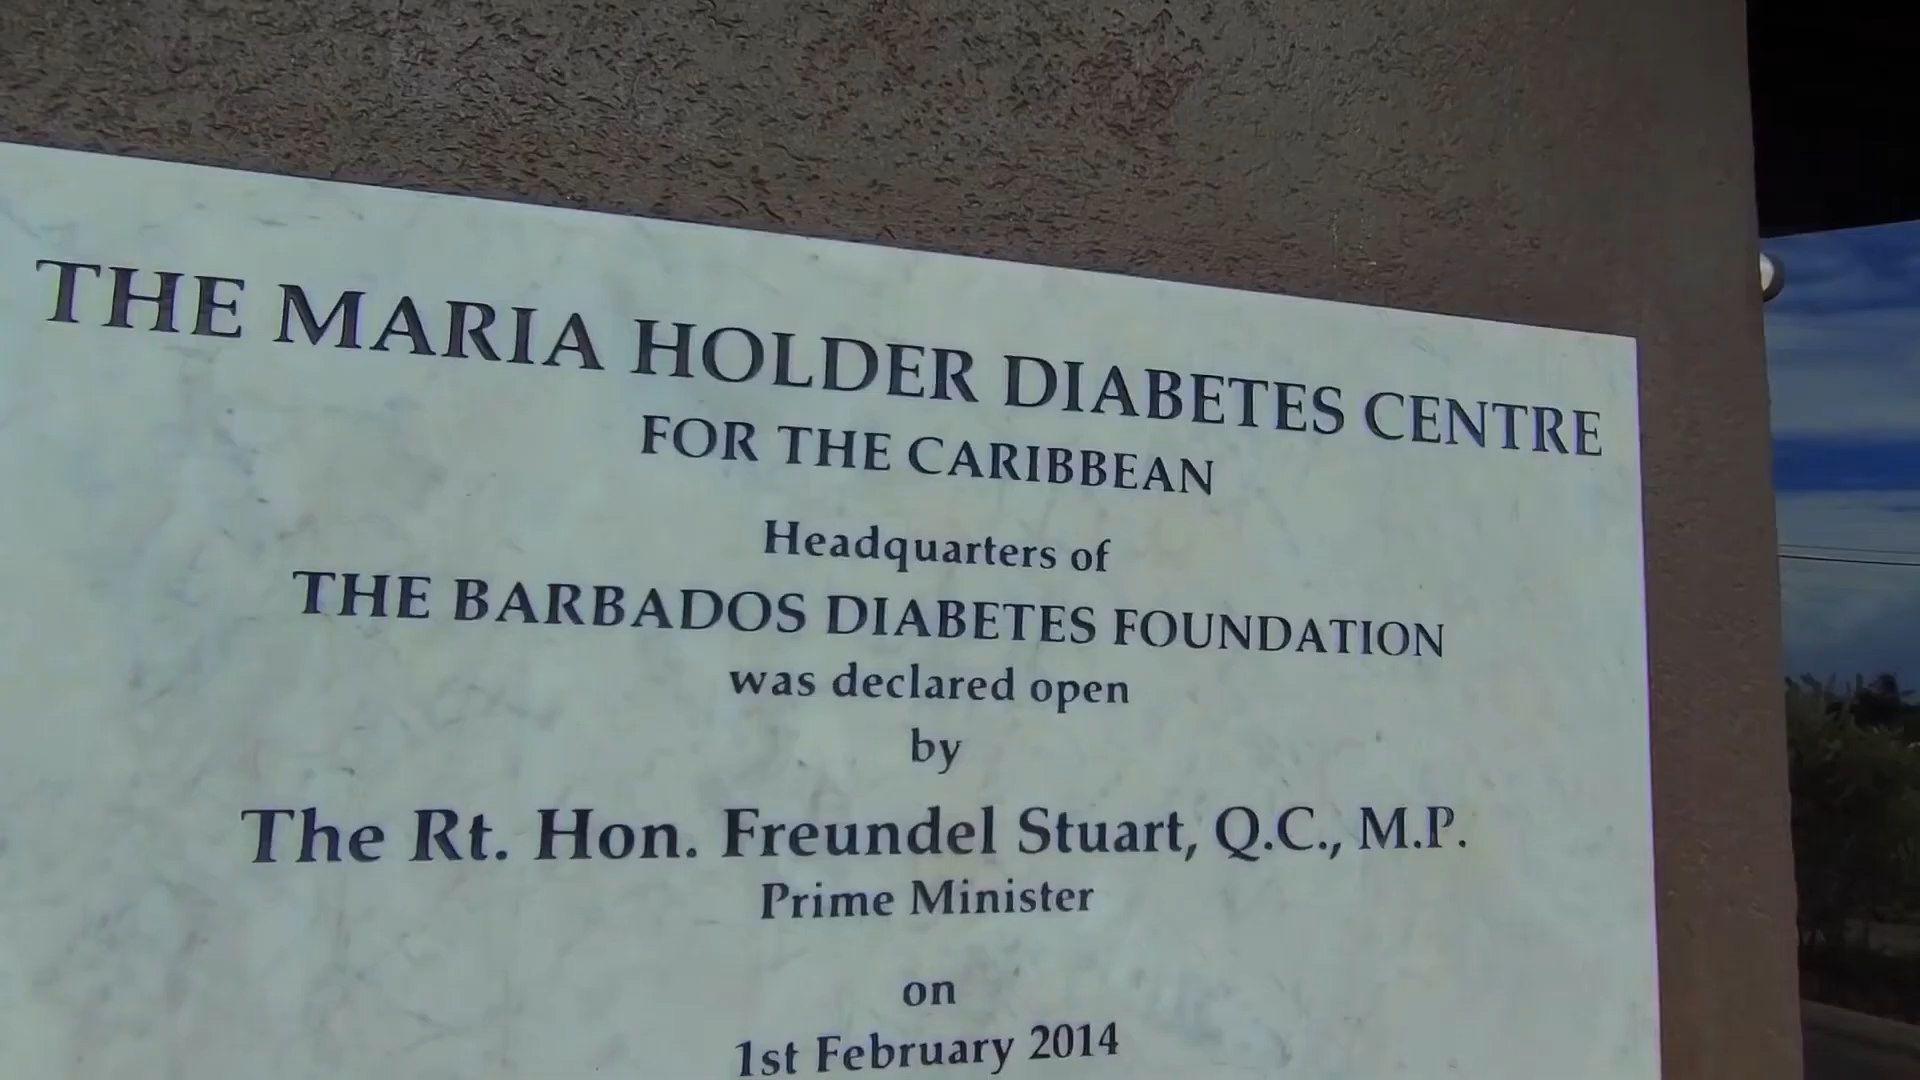 THE MARIA HOLDER DIABETES CENTRE
FOR THE CARIBBEAN
Headquarters of
THE BARBADOS DIABETES FOUNDATION
was declared open
by
The Rt. Hon. Freundel Stuart, Q.C., M.P.
Prime Minister
on
1st February 2014